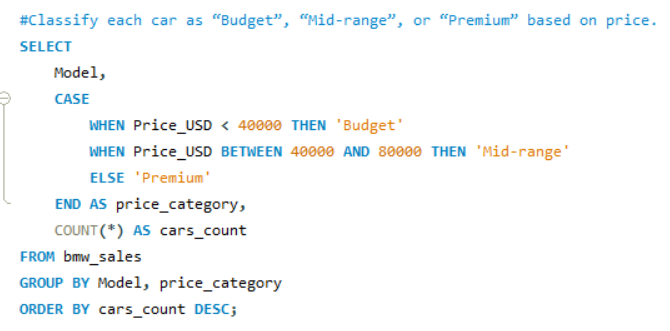 #Classify each car as “Budget”, “Mid-range”, or “Premium” based on price.
SELECT
    Model,
    CASE
        WHEN Price_USD < 40000 THEN 'Budget'
        WHEN Price_USD BETWEEN 40000 AND 80000 THEN 'Mid-range'
        ELSE 'Premium'
    END AS price_category,
    COUNT(*) AS cars_count
FROM bmw_sales
GROUP BY Model, price_category
ORDER BY cars_count DESC;